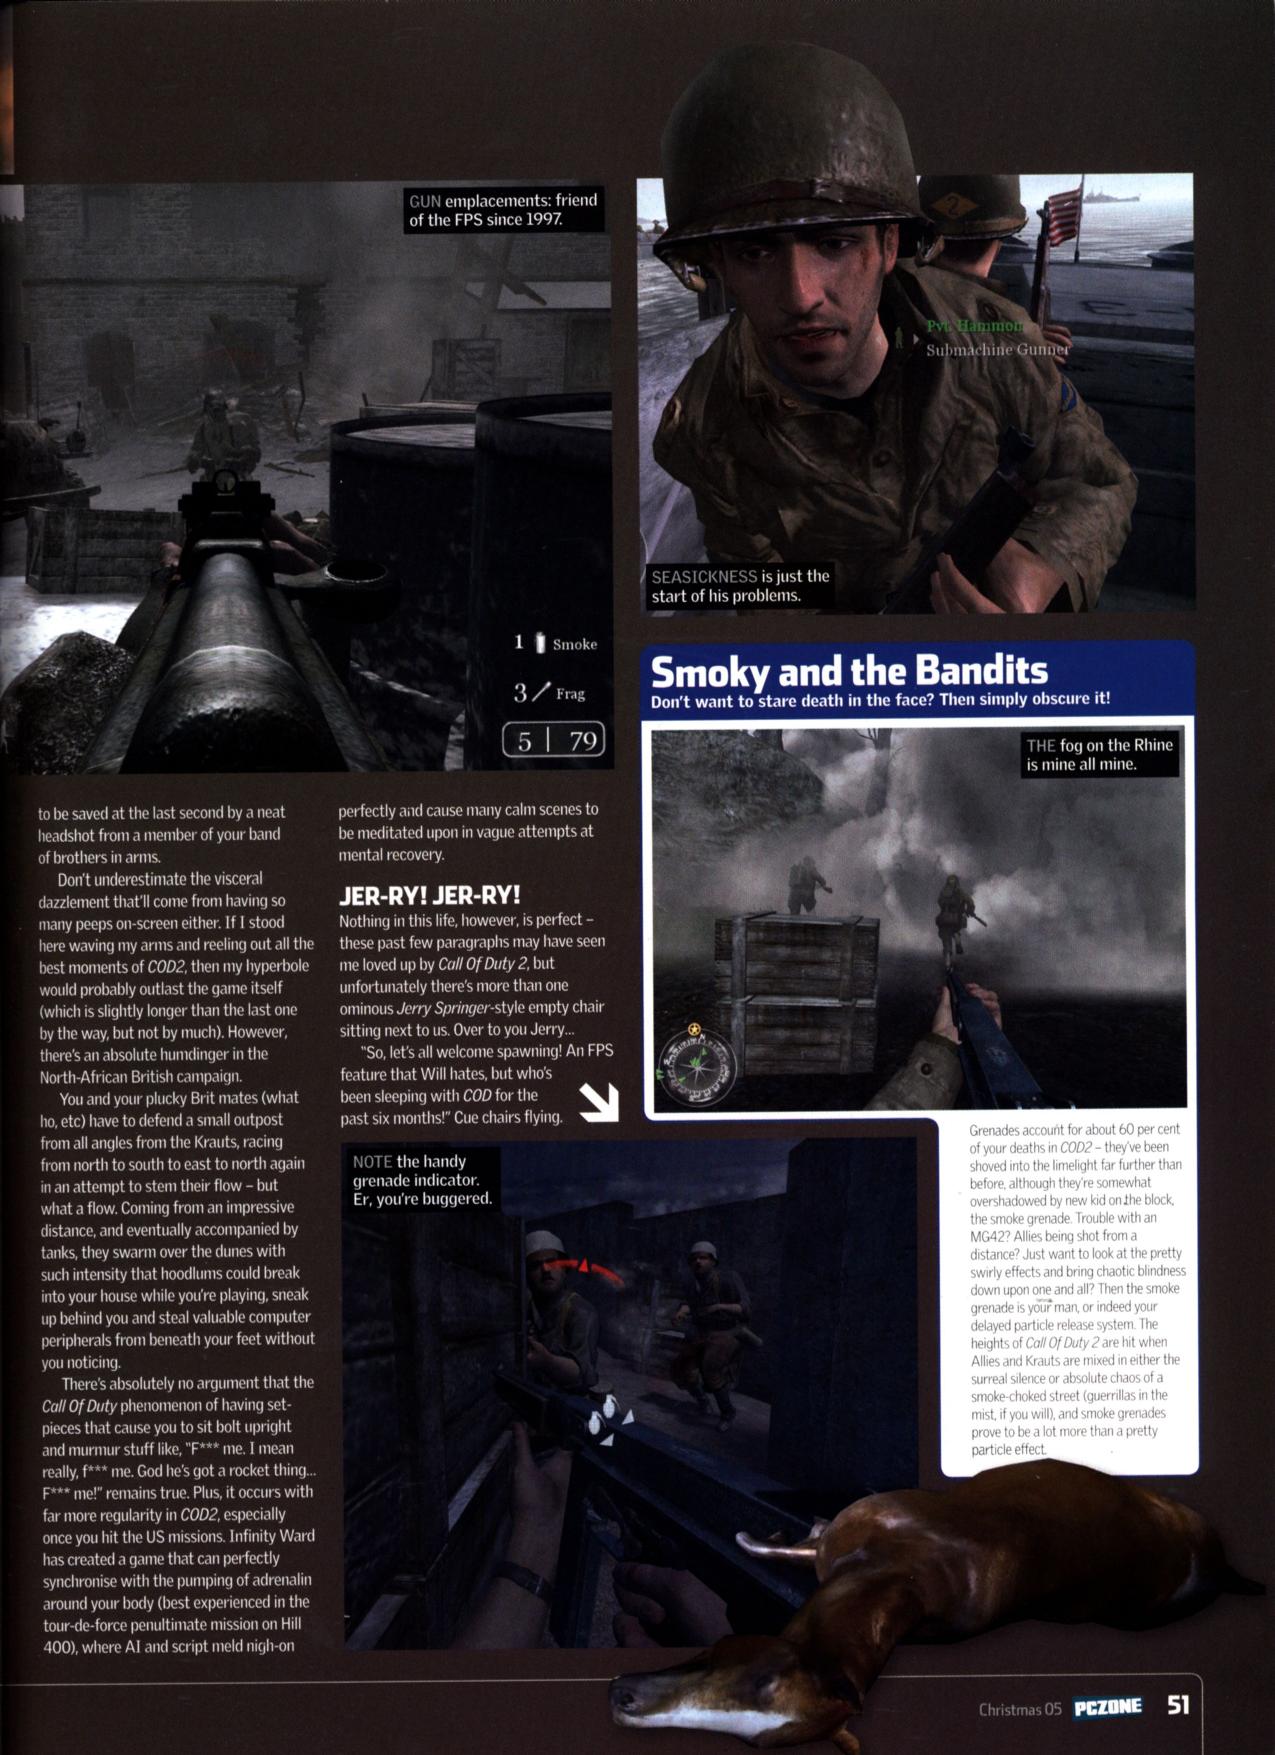 GUN emplacements: friend
of the FPS since 1997.
1 Smoke
3 Frag
5 | 79
Pvt. Hammon
Submachine Gunner
SEASICKNESS is just the
start of his problems.
to be saved at the last second by a neat
headshot from a member of your band
of brothers in arms.
Don't underestimate the visceral
dazzlement that'll come from having so
many peeps on-screen either. If I stood
here waving my arms and reeling out all the
best moments of COD2, then my hyperbole
would probably outlast the game itself
(which is slightly longer than the last one
by the way, but not by much). However,
there's an absolute humdinger in the
North-African British campaign.
You and your plucky Brit mates (what
ho, etc) have to defend a small outpost
from all angles from the Krauts, racing
from north to south to east to north again
in an attempt to stem their flow – but
what a flow. Coming from an impressive
distance, and eventually accompanied by
tanks, they swarm over the dunes with
such intensity that hoodlums could break
into your house while you're playing, sneak
up behind you and steal valuable computer
peripherals from beneath your feet without
you noticing.
There's absolutely no argument that the
Call Of Duty phenomenon of having set-
pieces that cause you to sit bolt upright
and murmur stuff like, "F*** me. I mean
really, f*** me. God he's got a rocket thing...
F*** me!" remains true. Plus, it occurs with
far more regularity in COD2, especially
once you hit the US missions. Infinity Ward
has created a game that can perfectly
synchronise with the pumping of adrenalin
around your body (best experienced in the
tour-de-force penultimate mission on Hill
400), where AI and script meld nigh-on
perfectly and cause many calm scenes to
be meditated upon in vague attempts at
mental recovery.
JER-RY! JER-RY!
Nothing in this life, however, is perfect –
these past few paragraphs may have seen
me loved up by Call Of Duty 2, but
unfortunately there's more than one
ominous Jerry Springer-style empty chair
sitting next to us. Over to you Jerry...
"So, let's all welcome spawning! An FPS
feature that Will hates, but who's
been sleeping with COD for the
past six months!" Cue chairs flying.
NOTE the handy
grenade indicator.
Er, you're buggered.
Smoky and the Bandits
Don't want to stare death in the face? Then simply obscure it!
THE fog on the Rhine
is mine all mine.
Grenades account for about 60 per cent
of your deaths in COD2 – they've been
shoved into the limelight far further than
before, although they're somewhat
overshadowed by new kid on the block,
the smoke grenade. Trouble with an
MG42? Allies being shot from a
distance? Just want to look at the pretty
swirly effects and bring chaotic blindness
down upon one and all? Then the smoke
grenade is your man, or indeed your
delayed particle release system. The
heights of Call Of Duty 2 are hit when
Allies and Krauts are mixed in either the
surreal silence or absolute chaos of a
smoke-choked street (guerrillas in the
mist, if you will), and smoke grenades
prove to be a lot more than a pretty
particle effect.
Christmas 05 PCZONE 51